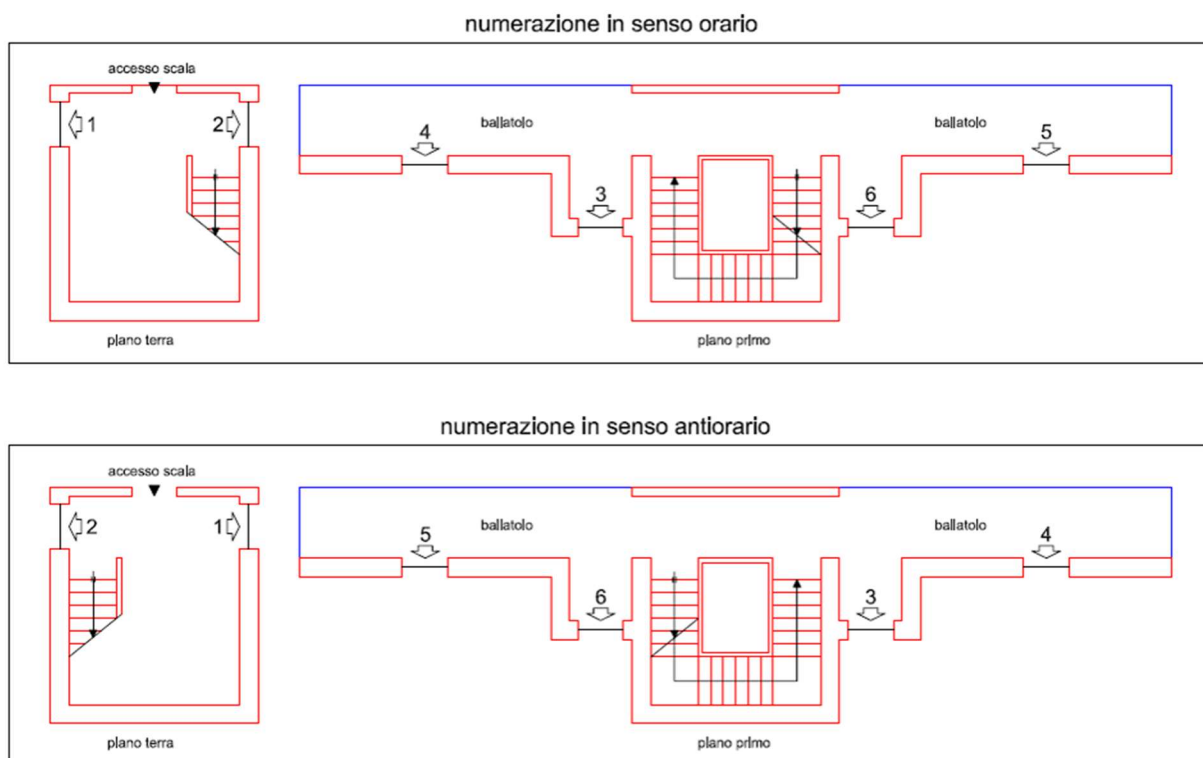 numerazione in senso orario
accesso scala
1
2
4
ballatoio
ballatoio
5
3
6
piano terra
piano primo
numerazione in senso antiorario
accesso scala
2
1
5
ballatoio
ballatoio
4
6
3
piano terra
piano primo